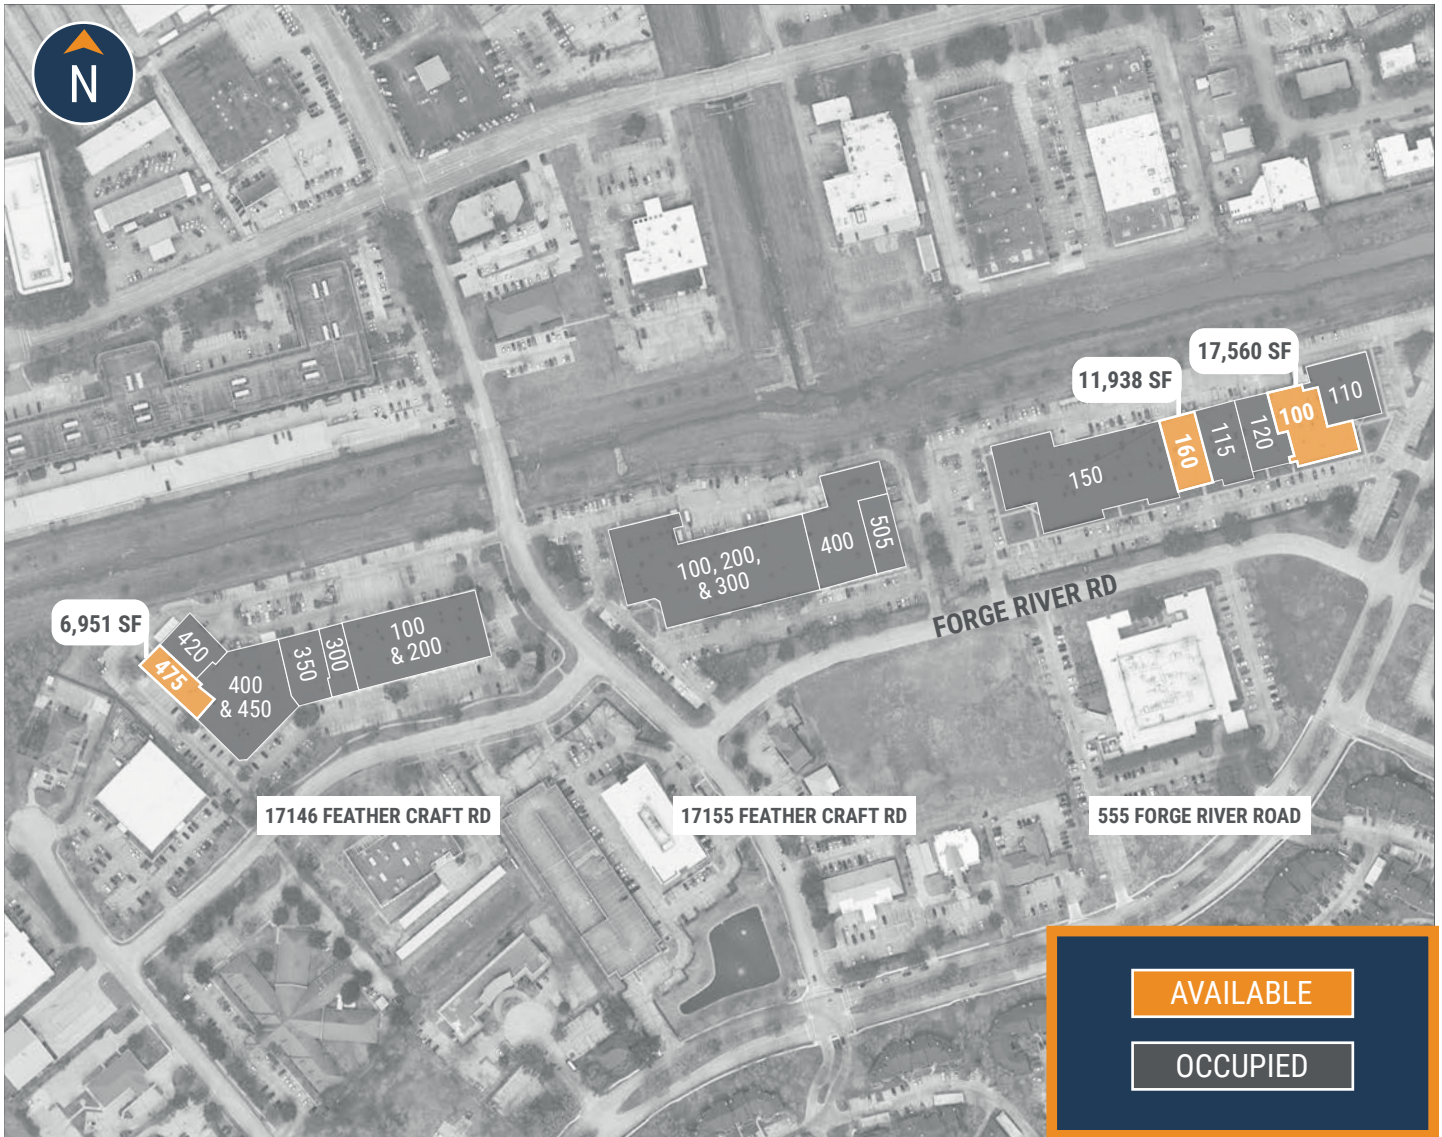 N
17,560 SF
11,938 SF
110
100
120
115
160
150
505
400
100, 200,
& 300
FORGE RIVER RD
6,951 SF
420
475
400
& 450
350
300
100
& 200
17146 FEATHER CRAFT RD
17155 FEATHER CRAFT RD
555 FORGE RIVER ROAD
AVAILABLE
OCCUPIED